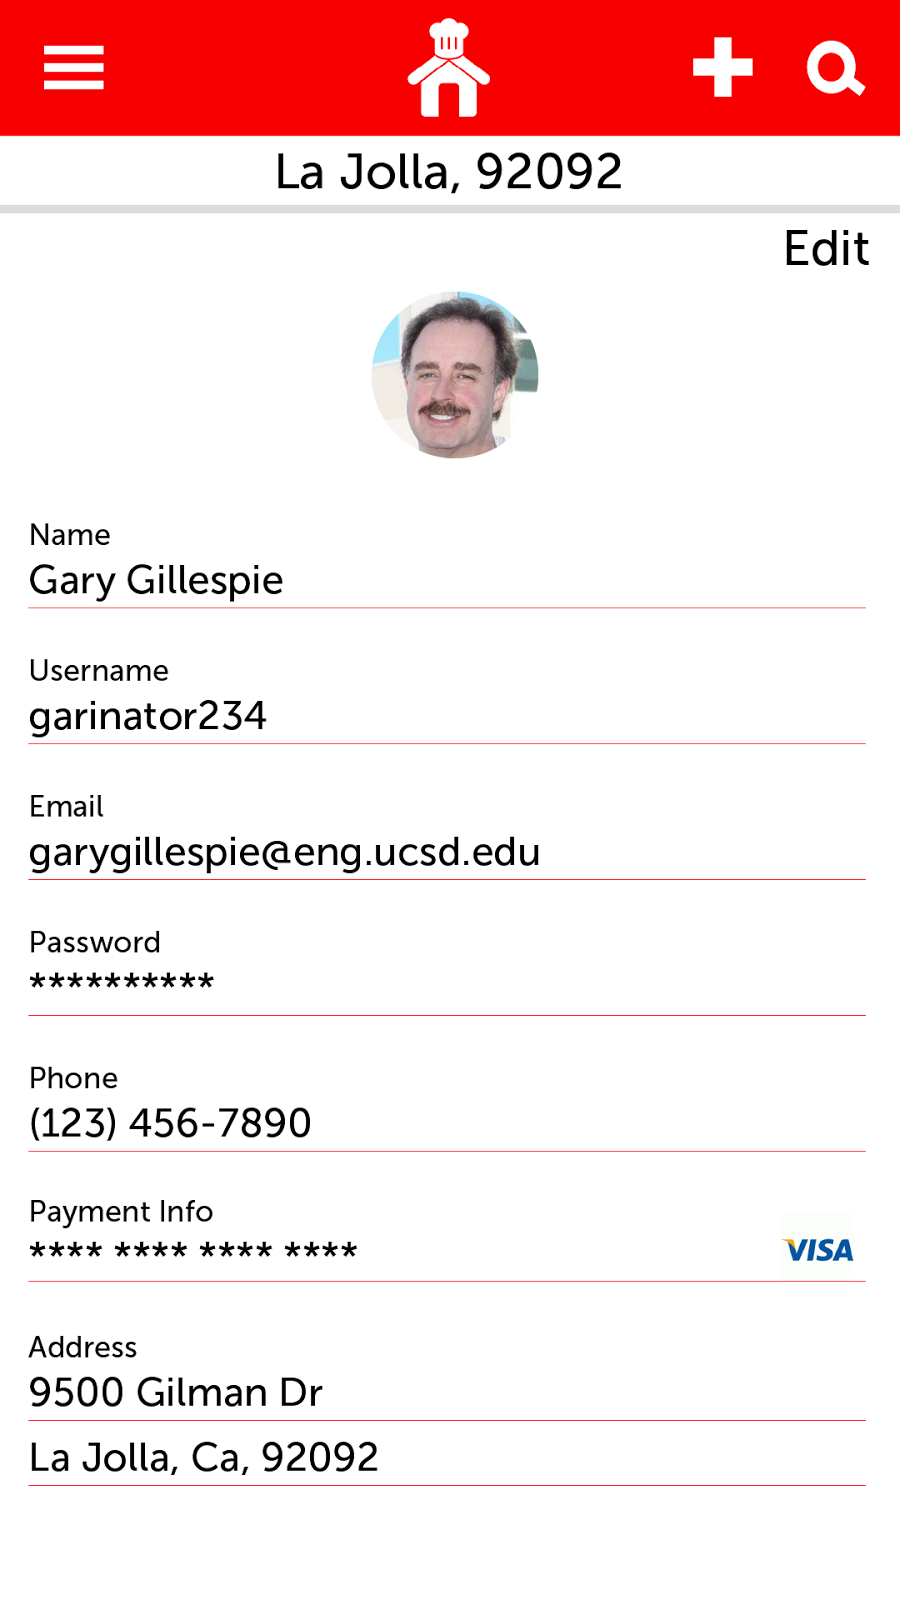 La Jolla, 92092
Edit
Name
Gary Gillespie
Username
garinator234
Email
garygillespie@eng.ucsd.edu
Password
**********
Phone
(123) 456-7890
Payment Info
**** **** **** ****
VISA
Address
9500 Gilman Dr
La Jolla, Ca, 92092